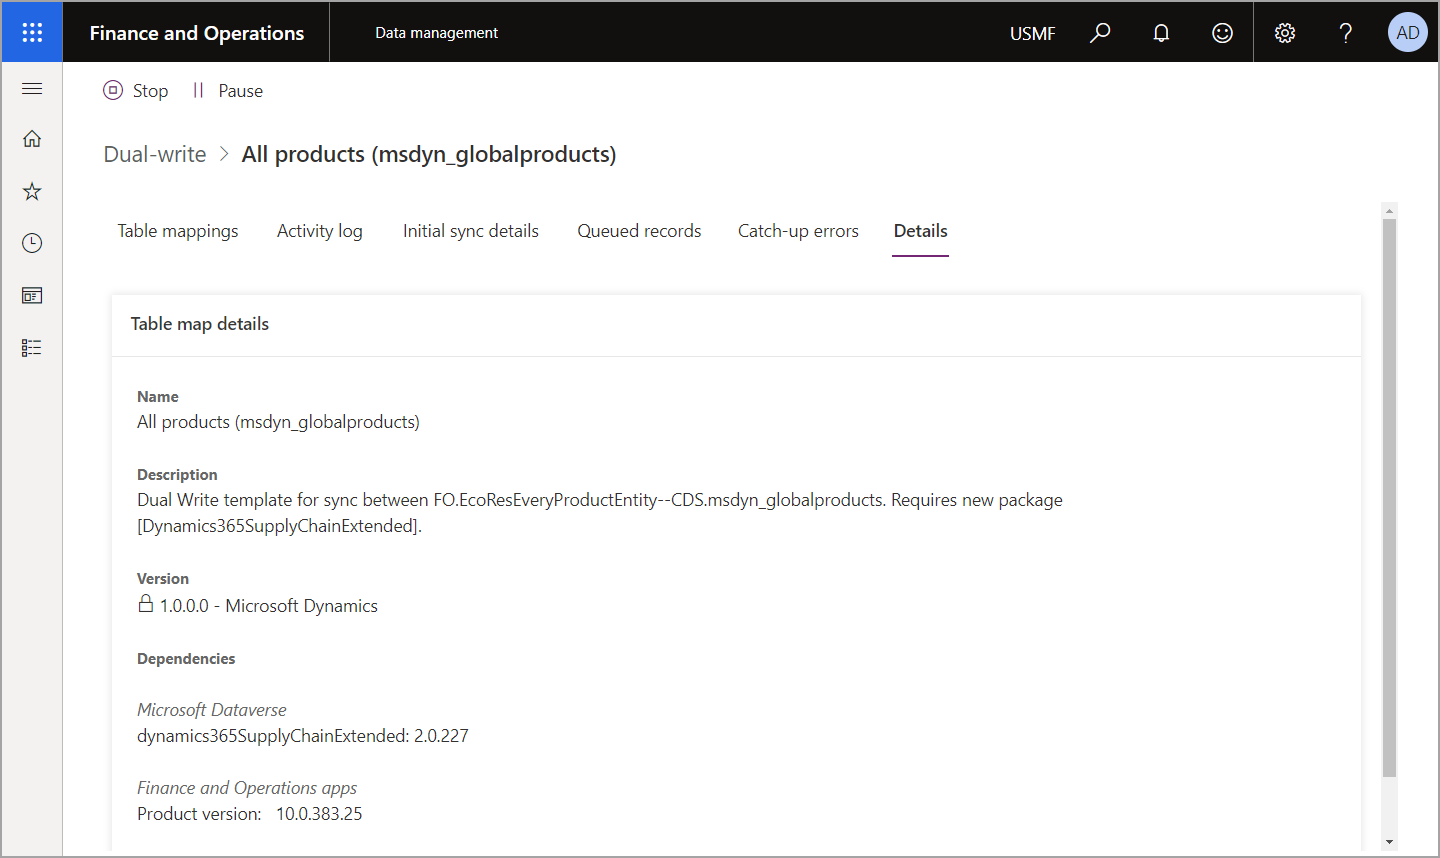 Finance and Operations
Data management
USMF
AD
Stop
Pause
Dual-write > All products (msdyn_globalproducts)
Table mappings
Activity log
Initial sync details
Queued records
Catch-up errors
Details
Table map details
Name
All products (msdyn_globalproducts)
Description
Dual Write template for sync between FO.EcoResEveryProductEntity--CDS.msdyn_globalproducts. Requires new package
[Dynamics365SupplyChainExtended].
Version
1.0.0.0 - Microsoft Dynamics
Dependencies
Microsoft Dataverse
dynamics365SupplyChainExtended: 2.0.227
Finance and Operations apps
Product version: 10.0.383.25